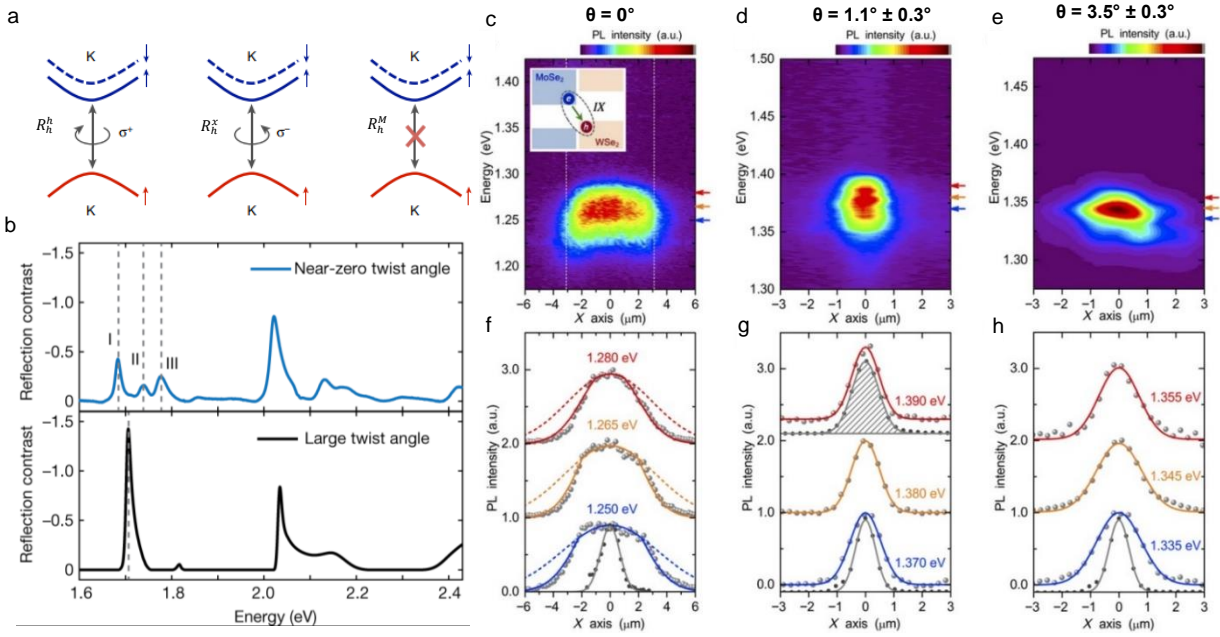 a
K
K
K
R_h^h
σ⁺
R_h^x
σ⁻
R_h^M
K
K
K
b
Reflection contrast
-1.5
-1.0
-0.5
0
I
II
III
Near-zero twist angle
Reflection contrast
-1.5
-1.0
-0.5
0
Large twist angle
1.6 1.8 2.0 2.2 2.4
Energy (eV)
c
θ = 0°
PL intensity (a.u.)
Energy (eV)
1.40
1.35
1.30
1.25
1.20
MoSe₂
e
IX
h
WSe₂
−6 −4 −2 0 2 4 6
X axis (μm)
d
θ = 1.1° ± 0.3°
PL intensity (a.u.)
Energy (eV)
1.50
1.45
1.40
1.35
1.30
−3 −2 −1 0 1 2 3
X axis (μm)
e
θ = 3.5° ± 0.3°
PL intensity (a.u.)
Energy (eV)
1.40
1.35
1.30
−3 −2 −1 0 1 2 3
X axis (μm)
f
PL intensity (a.u.)
3.0
2.0
1.0
0.0
1.280 eV
1.265 eV
1.250 eV
−6 −4 −2 0 2 4 6
X axis (μm)
g
PL intensity (a.u.)
3.0
2.0
1.0
0.0
1.390 eV
1.380 eV
1.370 eV
−3 −2 −1 0 1 2 3
X axis (μm)
h
PL intensity (a.u.)
3.0
2.0
1.0
0.0
1.355 eV
1.345 eV
1.335 eV
−3 −2 −1 0 1 2 3
X axis (μm)